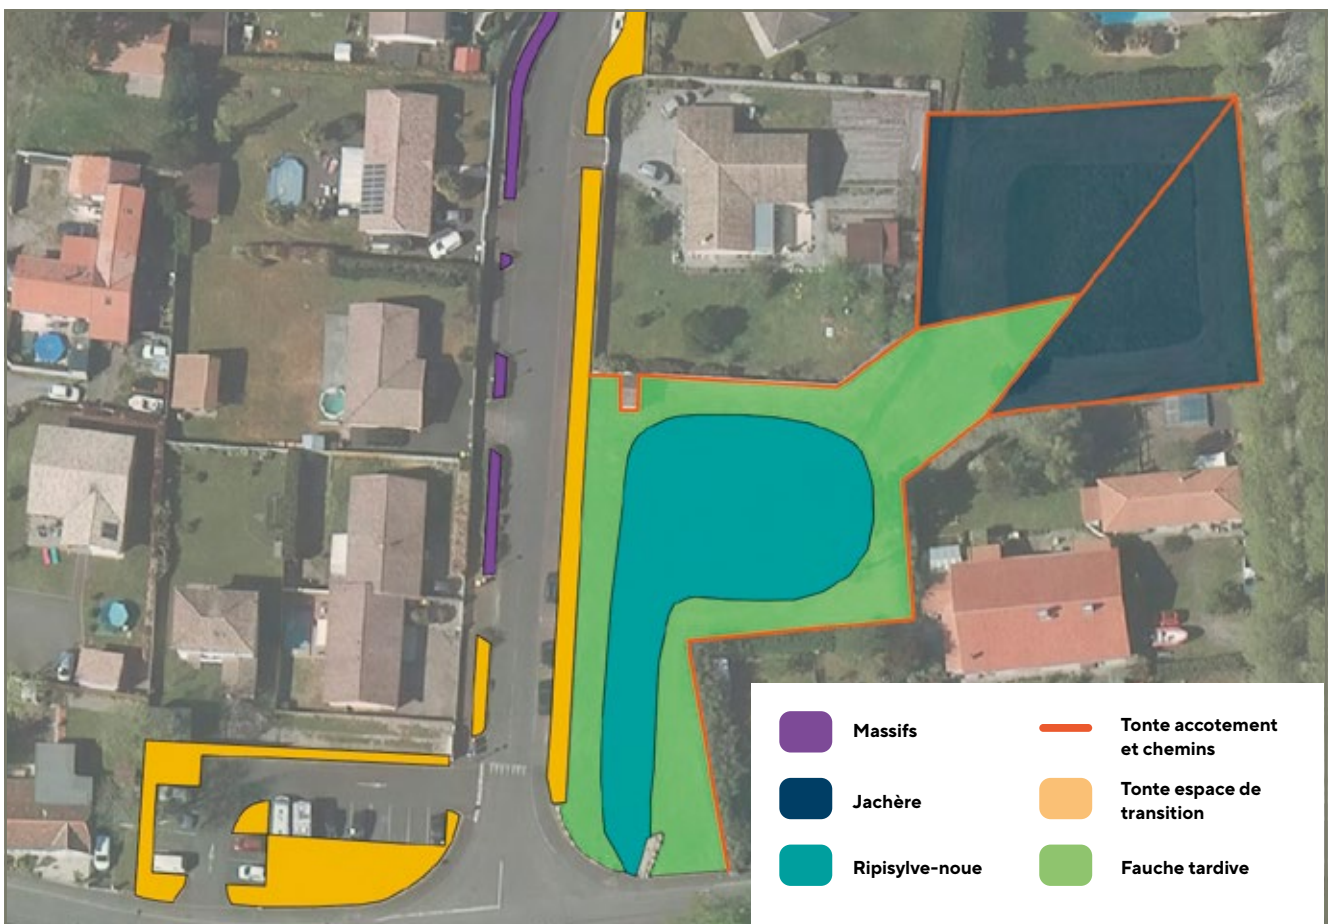 Massifs
Jachère
Ripisylve-noue
Tonte accotement
et chemins
Tonte espace de
transition
Fauche tardive